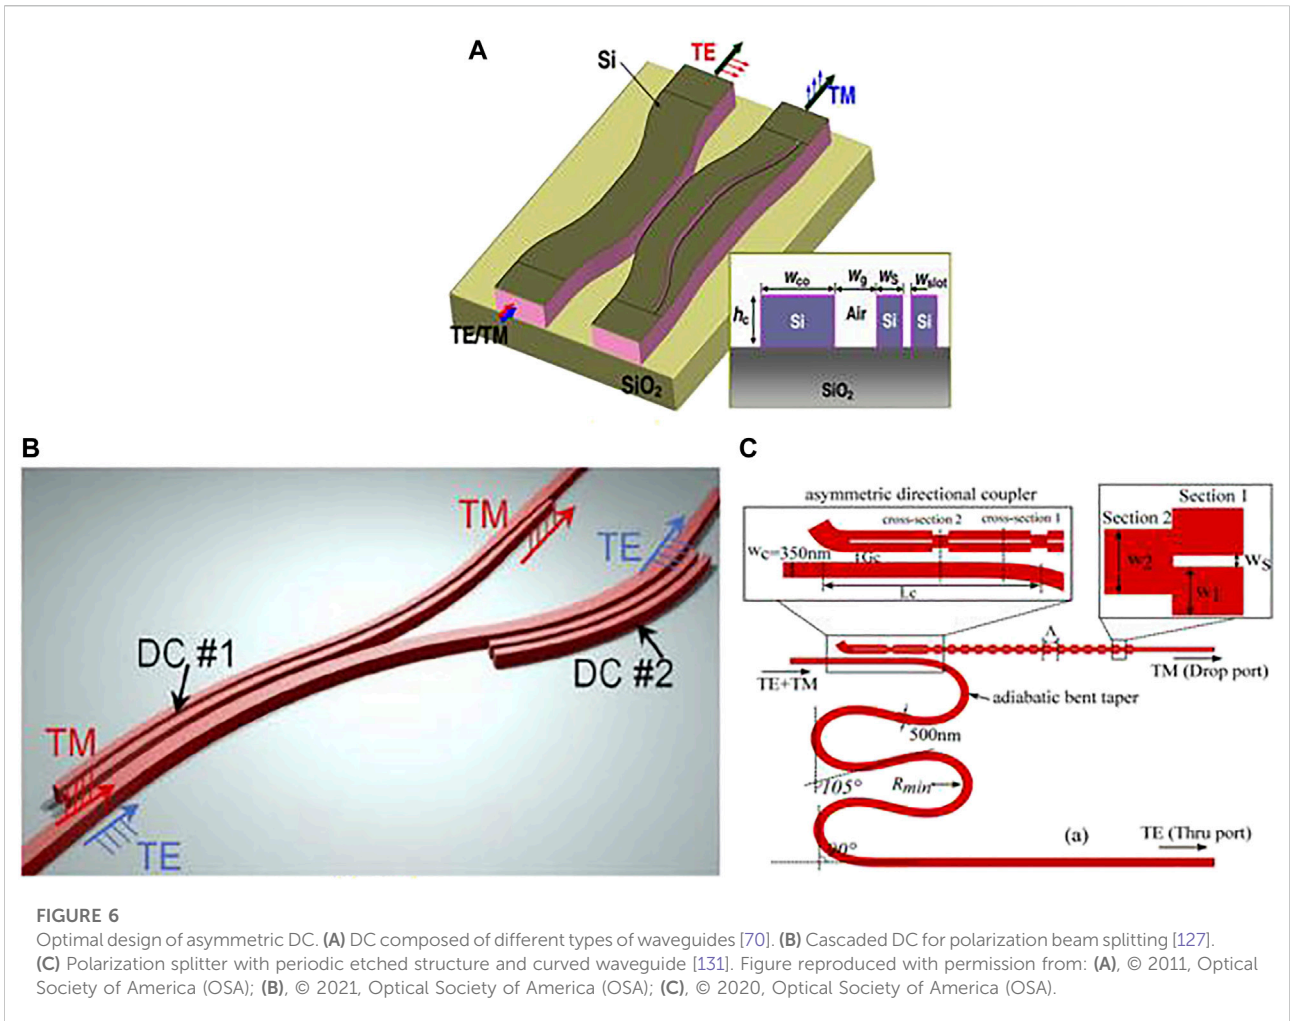 A
TE
Si
TM
TE/TM
SiO₂
Wco
Wg
WS
Wslot
hc
Si
Air
Si
Si
SiO₂
B
TM
TE
DC #1
DC #2
TM
TE
C
asymmetric directional coupler
cross-section 2
cross-section 1
Wc=350nm
Gc
Lc
Section 1
Section 2
W2
WS
W1
Λ
TE+TM
TM (Drop port)
adiabatic bent taper
500nm
105°
Rmin
90°
(a)
TE (Thru port)
FIGURE 6
Optimal design of asymmetric DC. (A) DC composed of different types of waveguides [70]. (B) Cascaded DC for polarization beam splitting [127].
(C) Polarization splitter with periodic etched structure and curved waveguide [131]. Figure reproduced with permission from: (A), © 2011, Optical
Society of America (OSA); (B), © 2021, Optical Society of America (OSA); (C), © 2020, Optical Society of America (OSA).